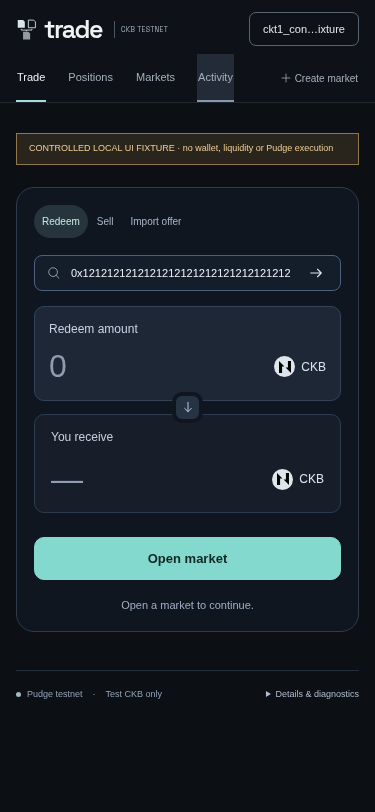 trade
CKB TESTNET
ckt1_con…ixture
Trade
Positions
Markets
Activity
Create market
CONTROLLED LOCAL UI FIXTURE · no wallet, liquidity or Pudge execution
Redeem
Sell
Import offer
0x1212121212121212121212121212121212
Redeem amount
0
CKB
You receive
—
CKB
Open market
Open a market to continue.
Pudge testnet · Test CKB only
Details & diagnostics